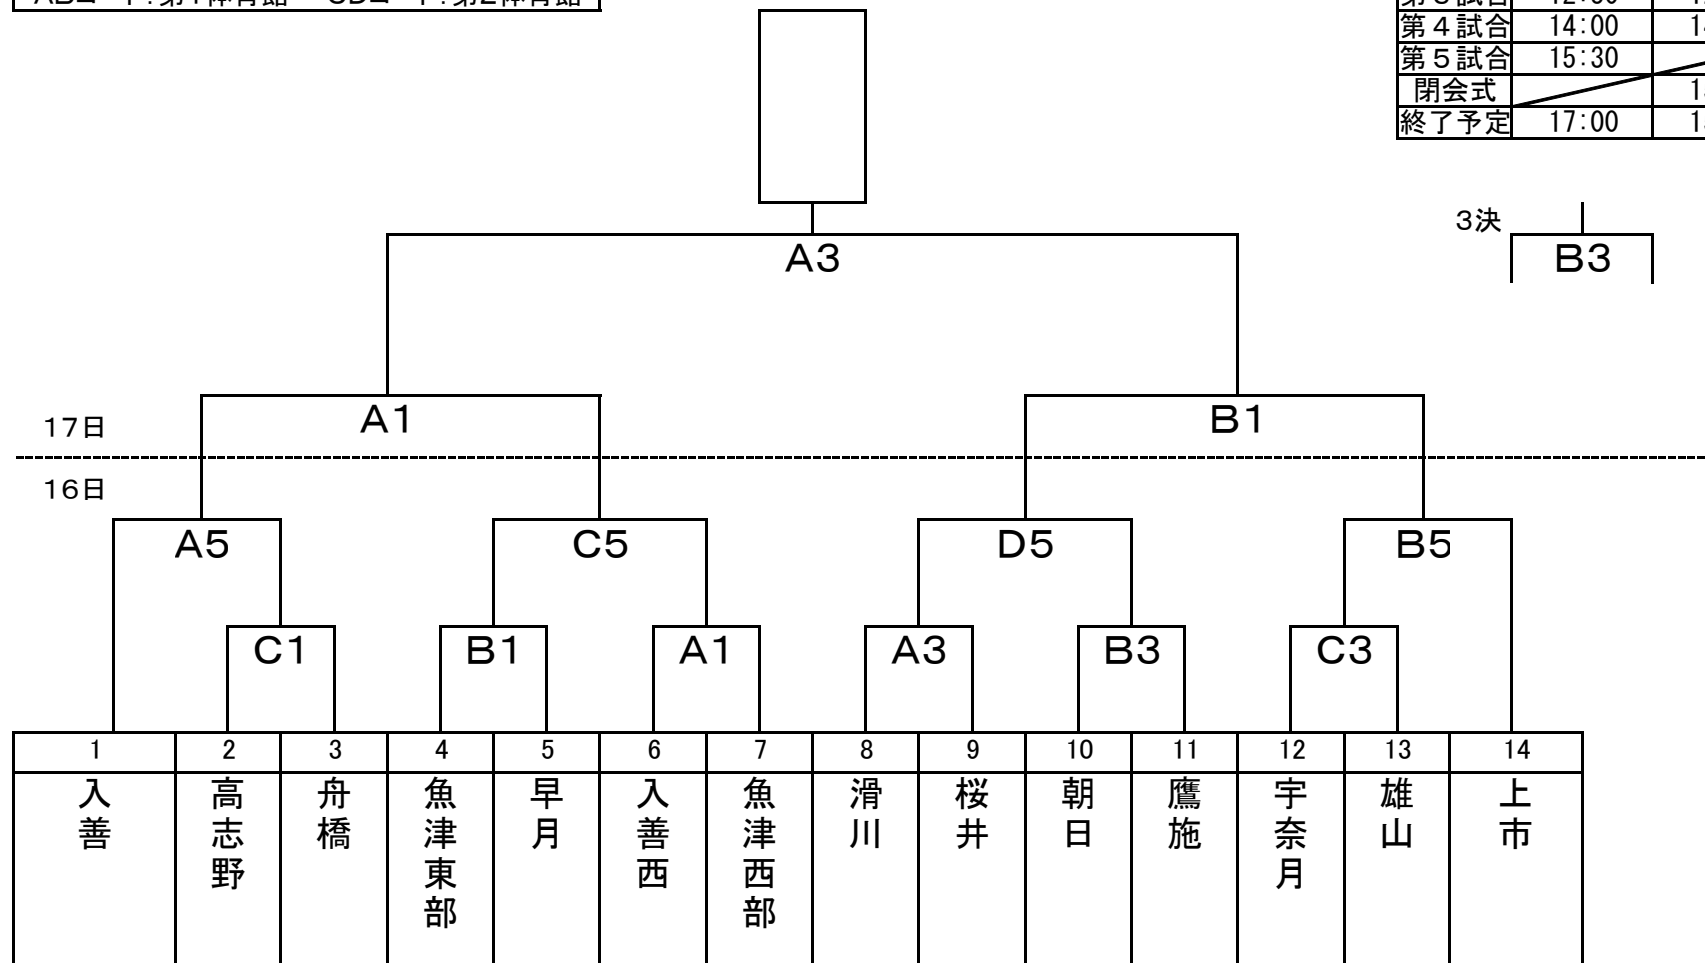 ABコート:第1体育館 CDコート:第2体育館
第3試合
第4試合 14:00
第5試合 15:30
閉会式
終了予定 17:00
3決
A3
B3
A1
B1
17日
16日
A5
C5
D5
B5
C1
B1
A1
A3
B3
C3
1 2 3 4 5 6 7 8 9 10 11 12 13 14
入善
高志野
舟橋
魚津東部
早月
入善西
魚津西部
滑川
桜井
朝日
鷹施
宇奈月
雄山
上市